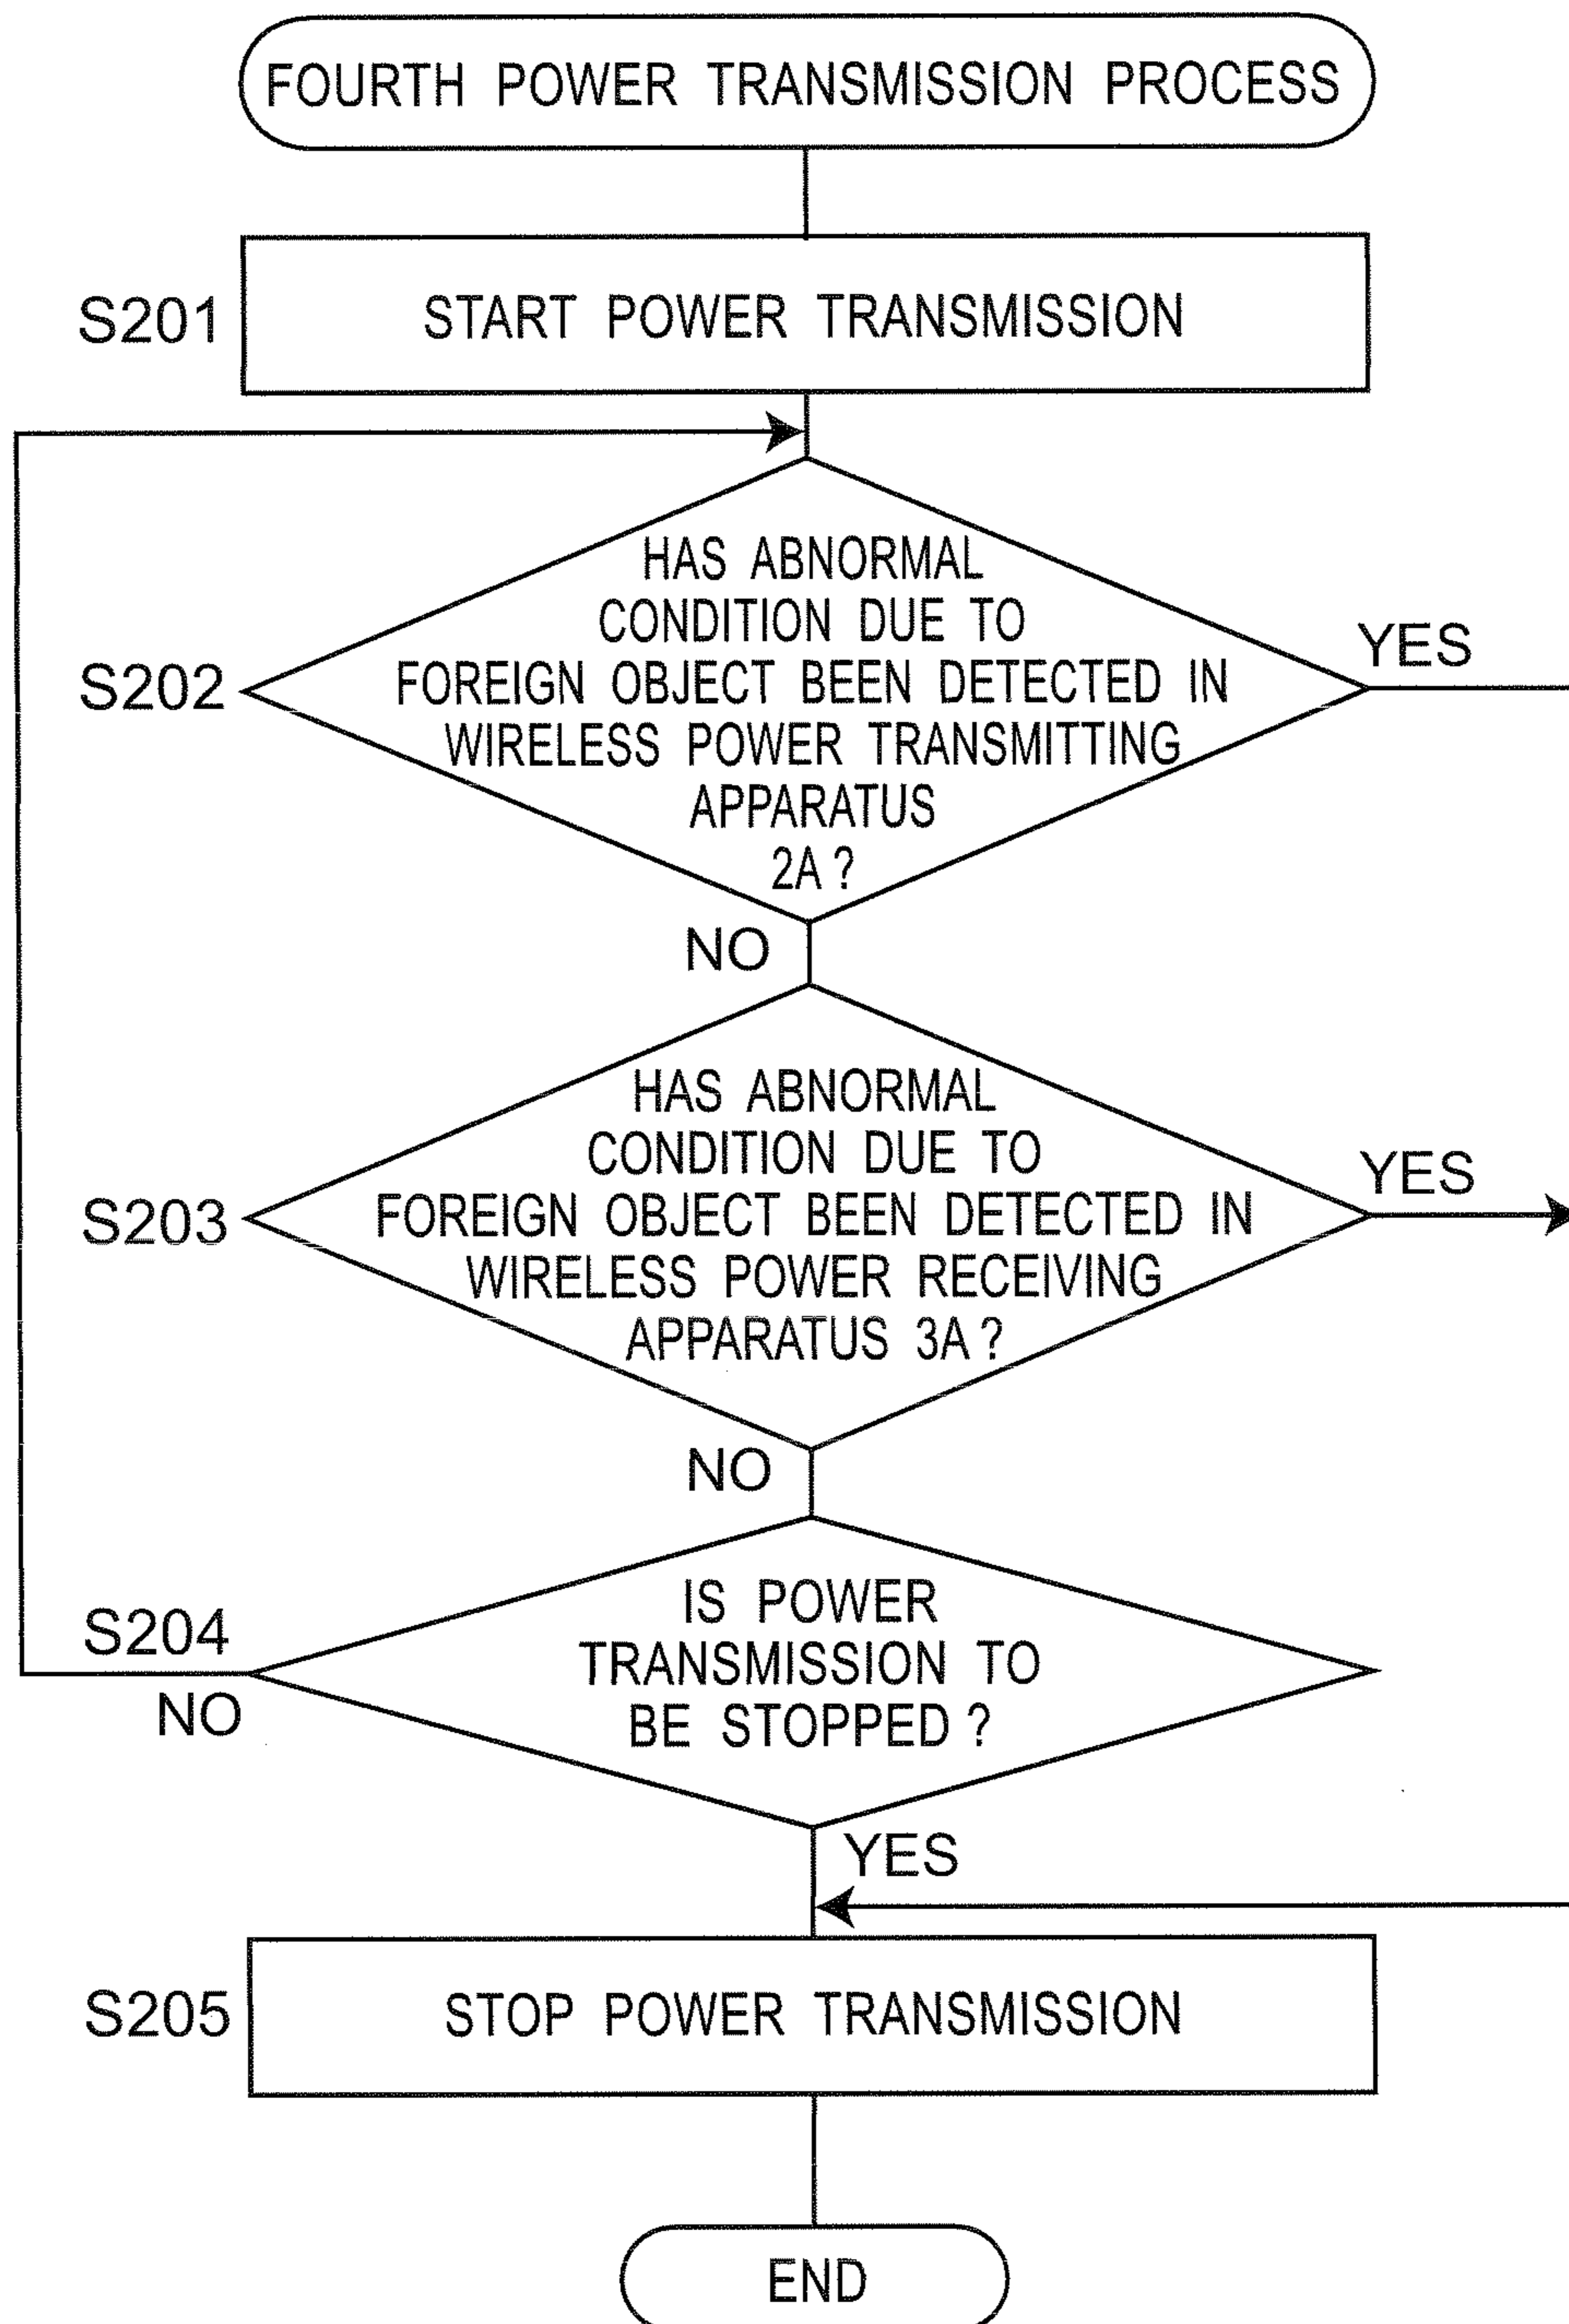 FOURTH POWER TRANSMISSION PROCESS
S201
START POWER TRANSMISSION
HAS ABNORMAL
CONDITION DUE TO
FOREIGN OBJECT BEEN DETECTED IN
WIRELESS POWER TRANSMITTING
APPARATUS
2A ?
S202
YES
NO
HAS ABNORMAL
CONDITION DUE TO
FOREIGN OBJECT BEEN DETECTED IN
WIRELESS POWER RECEIVING
APPARATUS 3A ?
S203
YES
NO
S204
IS POWER
TRANSMISSION TO
BE STOPPED ?
NO
YES
S205
STOP POWER TRANSMISSION
END